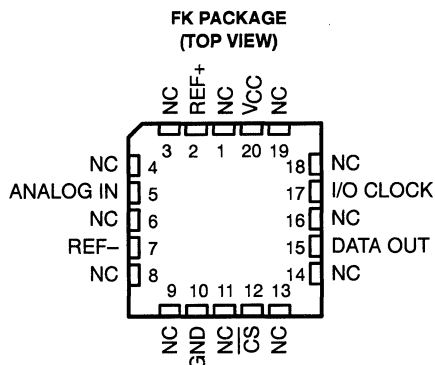 FK PACKAGE
(TOP VIEW)
NC REF+ NC VCC NC
3 2 1 20 19
NC 4 18 NC
ANALOG IN 5 17 I/O CLOCK
NC 6 16 NC
REF– 7 15 DATA OUT
NC 8 14 NC
9 10 11 12 13
NC GND NC C̅S̅ NC